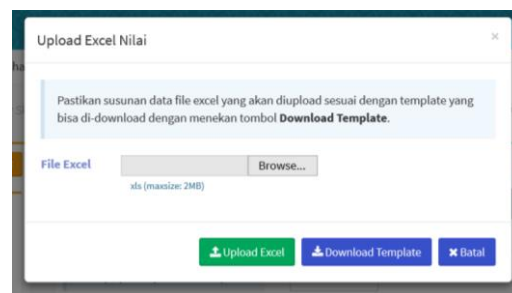 Upload Excel Nilai
×
Pastikan susunan data file excel yang akan diupload sesuai dengan template yang
bisa di-download dengan menekan tombol Download Template.
File Excel
Browse...
xls (maxsize: 2MB)
Upload Excel
Download Template
Batal